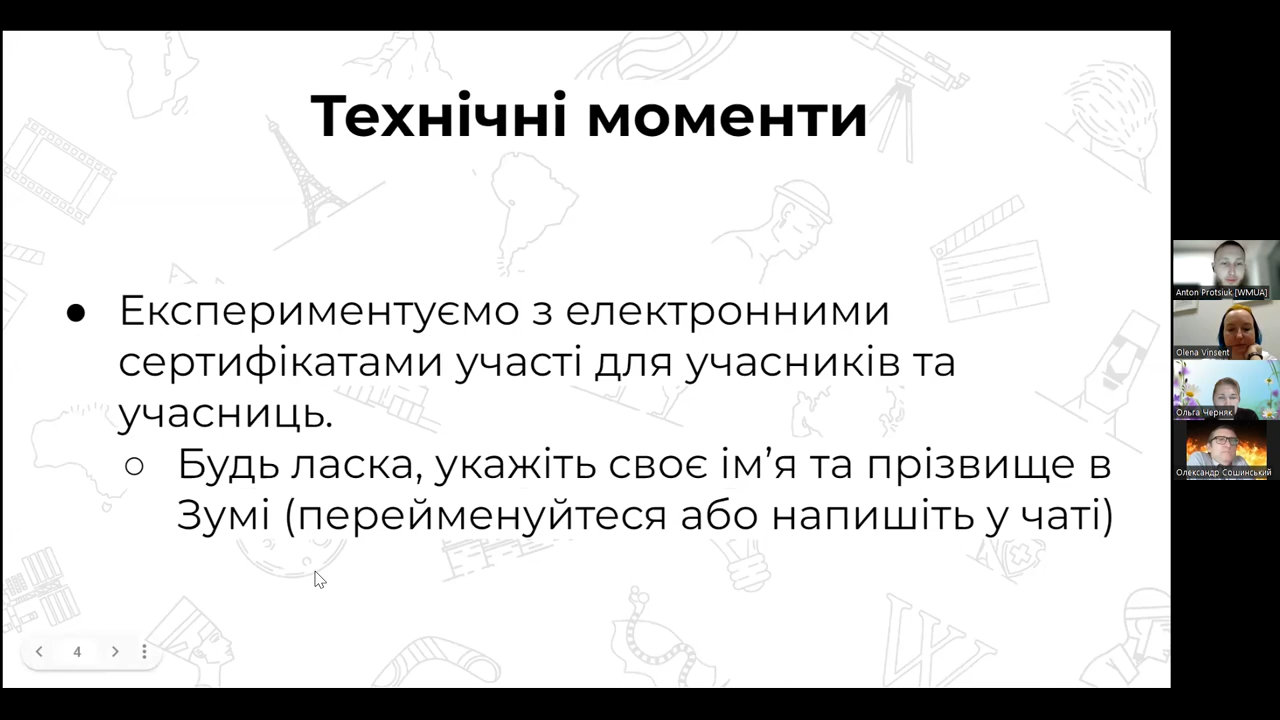 Технічні моменти
● Експериментуємо з електронними
сертифікатами участі для учасників та
учасниць.
○ Будь ласка, укажіть своє ім’я та прізвище в
Зумі (перейменуйтеся або напишіть у чаті)
4
Anton Protsiuk [WMUA]
Olena Vinsent
Ольга Черняк
Олександр Сошинський